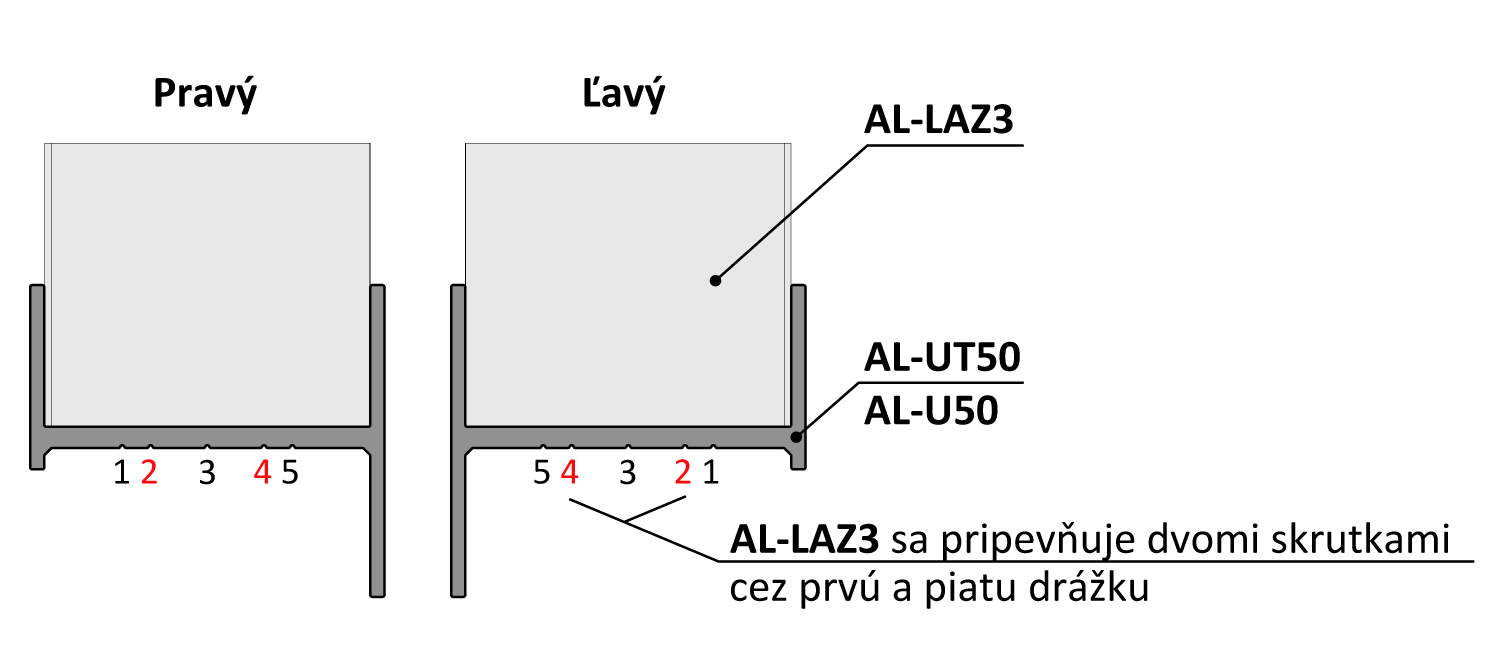 Pravý
Ľavý
AL-LAZ3
AL-UT50
AL-U50
1 2 3 4 5
5 4 3 2 1
AL-LAZ3 sa pripevňuje dvomi skrutkami
cez prvú a piatu drážku